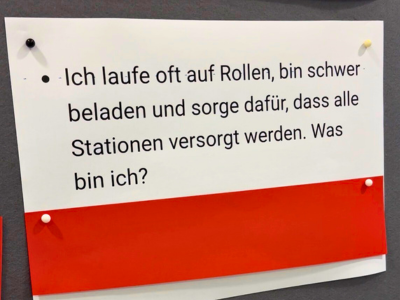 • Ich laufe oft auf Rollen, bin schwer
beladen und sorge dafür, dass alle
Stationen versorgt werden. Was
bin ich?